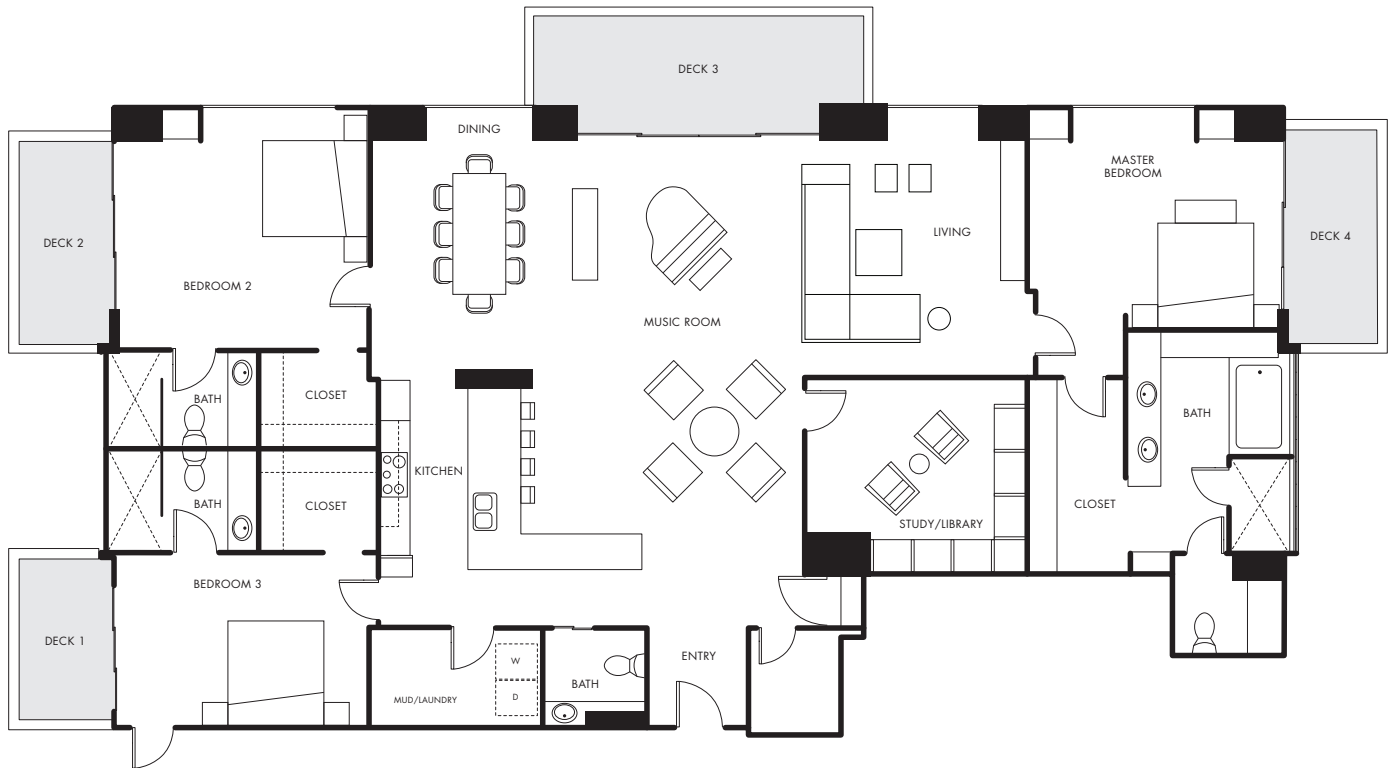 DECK 3
DINING
MASTER
BEDROOM
DECK 2
LIVING
DECK 4
BEDROOM 2
MUSIC ROOM
BATH
CLOSET
BATH
KITCHEN
BATH
CLOSET
CLOSET
STUDY/LIBRARY
BEDROOM 3
DECK 1
ENTRY
W
BATH
D
MUD/LAUNDRY